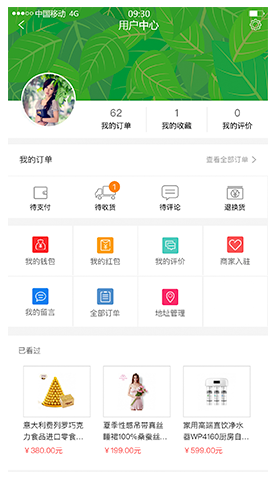 中国移动 4G 09:30
用户中心
62 1 0
我的订单 我的收藏 我的评价
我的订单 查看全部订单 >
1
待支付 待收货 待评论 退换货
我的钱包 我的红包 我的评价 商家入驻
我的留言 全部订单 地址管理
已看过
意大利费列罗巧克 夏季性感吊带真丝 家用高端直饮净水
力食品进口零食... 睡裙100%桑蚕丝... 器WP4160厨房自...
¥380.00元 ¥199.00元 ¥599.00元